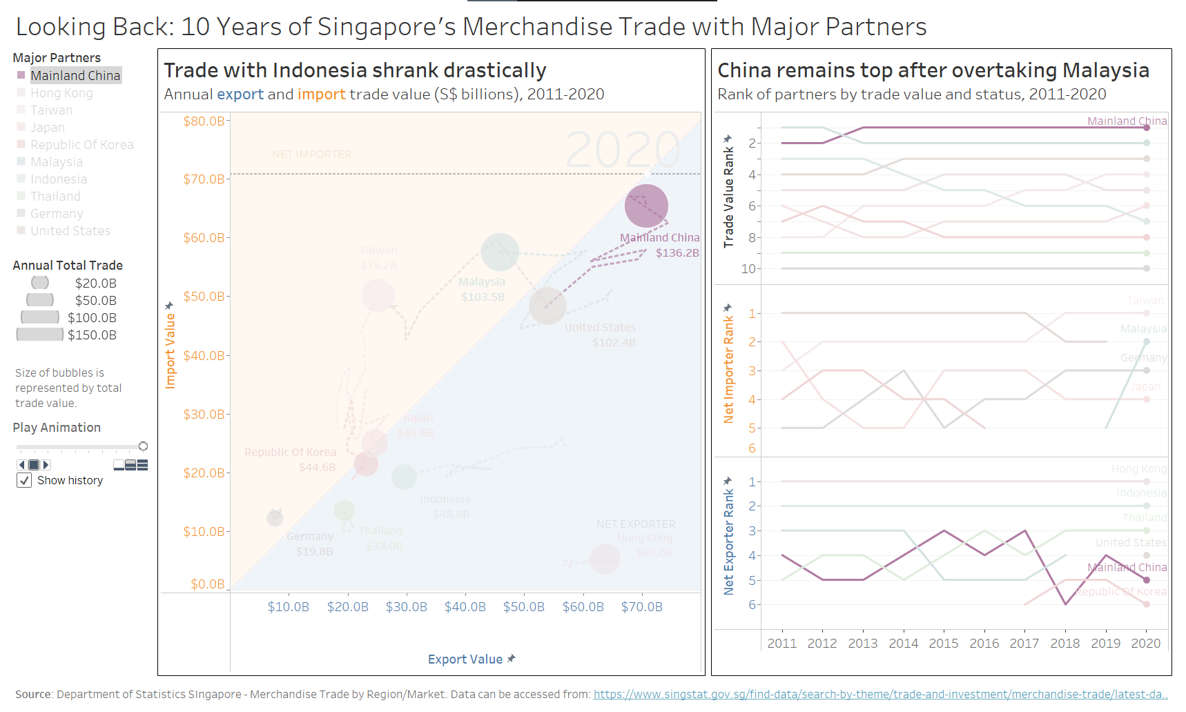 Looking Back: 10 Years of Singapore's Merchandise Trade with Major Partners
Major Partners
Mainland China
Hong Kong
Taiwan
Japan
Republic Of Korea
Malaysia
Indonesia
Thailand
Germany
United States
Annual Total Trade
$20.0B
$50.0B
$100.0B
$150.0B
Size of bubbles is
represented by total
trade value.
Play Animation
Show history
Trade with Indonesia shrank drastically
Annual export and import trade value (S$ billions), 2011-2020
Import Value
$80.0B
$70.0B
$60.0B
$50.0B
$40.0B
$30.0B
$20.0B
$10.0B
$0.0B
2020
NET IMPORTER
Mainland China
$136.2B
Taiwan
$75.2B
Malaysia
$103.5B
United States
$102.4B
Japan
Republic Of Korea
$44.6B
Indonesia
$48.8B
Thailand
$33.0B
Germany
$19.8B
NET EXPORTER
Hong Kong
$69.0B
$10.0B $20.0B $30.0B $40.0B $50.0B $60.0B $70.0B
Export Value
China remains top after overtaking Malaysia
Rank of partners by trade value and status, 2011-2020
Trade Value Rank
Mainland China
2
4
6
8
10
Net Importer Rank
Taiwan
1
Malaysia
2
Germany
3
Japan
4
5
6
Net Exporter Rank
Hong Kong
1
Indonesia
2
Thailand
3
United States
4
Mainland China
5
Republic Of Korea
6
2011 2012 2013 2014 2015 2016 2017 2018 2019 2020
Source: Department of Statistics SIngapore - Merchandise Trade by Region/Market. Data can be accessed from: https://www.singstat.gov.sg/find-data/search-by-theme/trade-and-investment/merchandise-trade/latest-da..